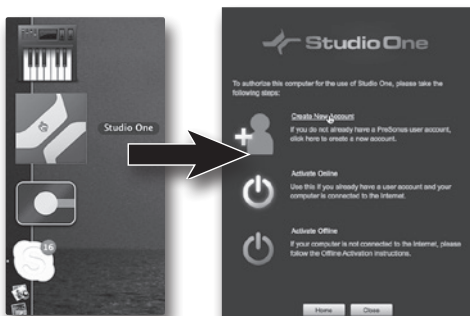 Studio One
16
Studio One
To authorize this computer for the use of Studio One, please take the
following steps:
Create New Account
If you do not already have a PreSonus user account,
click here to create a new account.
Activate Online
Use this if you already have a user account and your
computer is connected to the Internet.
Activate Offline
If your computer is not connected to the Internet, please
follow the Offline Activation instructions.
Home Close